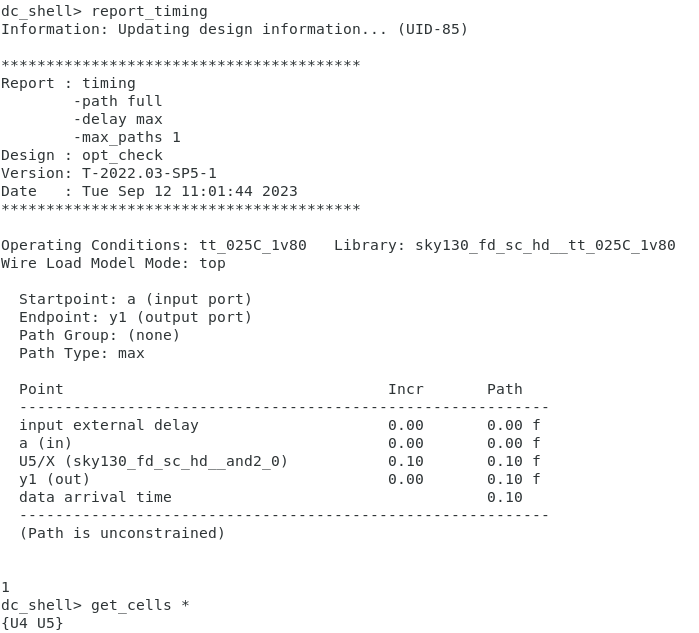 dc_shell> report_timing
Information: Updating design information... (UID-85)
****************************************
Report : timing
        -path full
        -delay max
        -max_paths 1
Design : opt_check
Version: T-2022.03-SP5-1
Date   : Tue Sep 12 11:01:44 2023
****************************************
Operating Conditions: tt_025C_1v80   Library: sky130_fd_sc_hd__tt_025C_1v80
Wire Load Model Mode: top
  Startpoint: a (input port)
  Endpoint: y1 (output port)
  Path Group: (none)
  Path Type: max
  Point                                    Incr       Path
  -----------------------------------------------------------
  input external delay                     0.00       0.00 f
  a (in)                                   0.00       0.00 f
  U5/X (sky130_fd_sc_hd__and2_0)           0.10       0.10 f
  y1 (out)                                 0.00       0.10 f
  data arrival time                                   0.10
  -----------------------------------------------------------
  (Path is unconstrained)
1
dc_shell> get_cells *
{U4 U5}